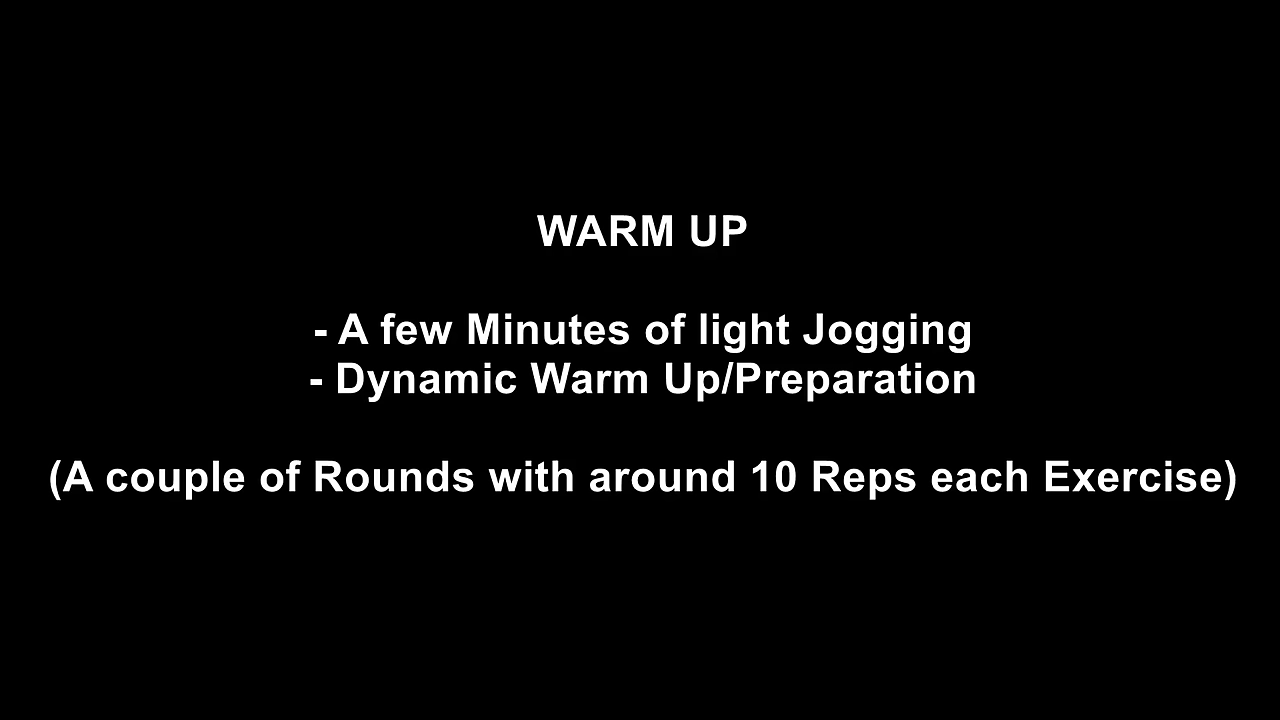 WARM UP
- A few Minutes of light Jogging
- Dynamic Warm Up/Preparation
(A couple of Rounds with around 10 Reps each Exercise)